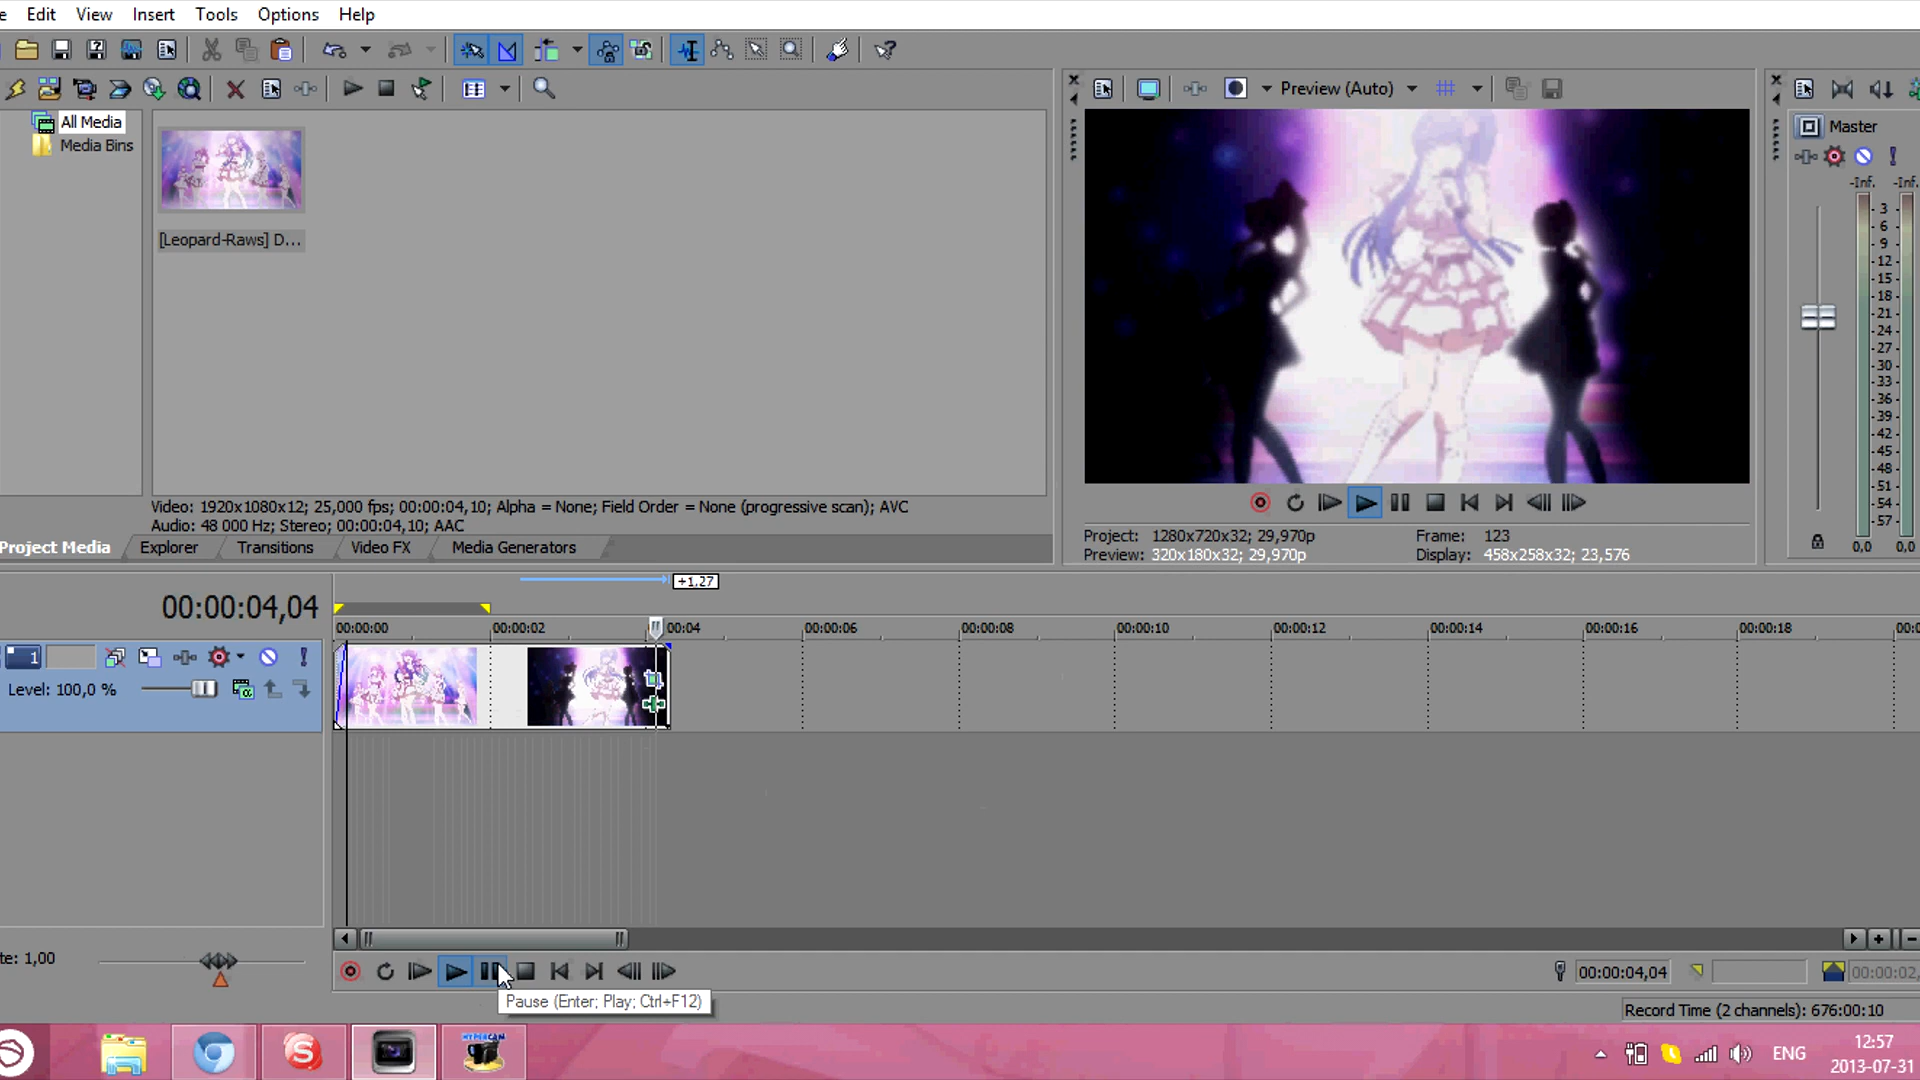 Edit View Insert Tools Options Help
All Media
Media Bins
[Leopard-Raws] D...
Video: 1920x1080x12; 25,000 fps; 00:00:04,10; Alpha = None; Field Order = None (progressive scan); AVC
Audio: 48 000 Hz; Stereo; 00:00:04,10; AAC
Project Media Explorer Transitions Video FX Media Generators
Preview (Auto)
Project: 1280x720x32; 29,970p Frame: 123
Preview: 320x180x32; 29,970p Display: 458x258x32; 23,576
Master
-Inf. -Inf.
3
6
9
12
15
18
21
24
27
30
33
36
39
42
45
48
51
54
57
0,0 0,0
+1,27
00:00:04,04
00:00:00 00:00:02 00:04 00:00:06 00:00:08 00:00:10 00:00:12 00:00:14 00:00:16 00:00:18
1
Level: 100,0 %
te: 1,00
00:00:04,04 00:00:02,
Pause (Enter; Play; Ctrl+F12)
Record Time (2 channels): 676:00:10
HYPERCAM
ENG
12:57
2013-07-31